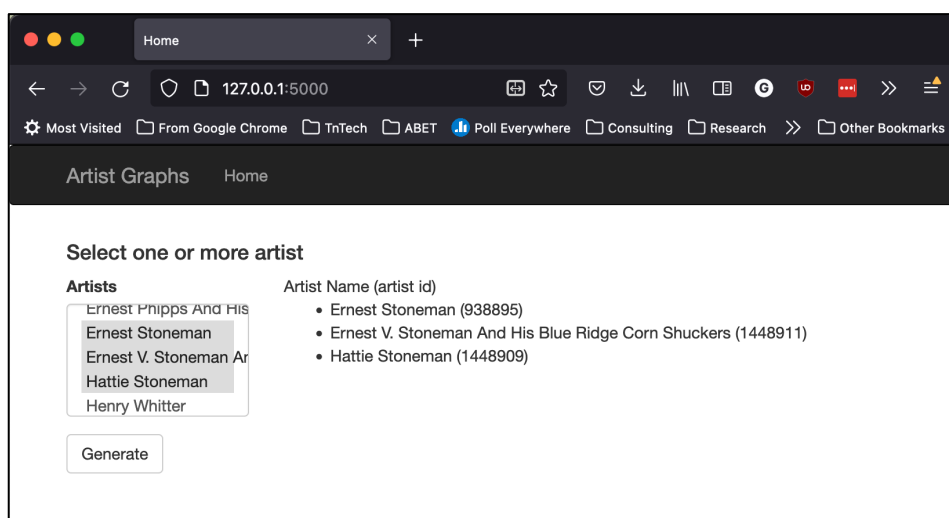 Home
127.0.0.1:5000
G
Most Visited From Google Chrome TnTech ABET Poll Everywhere Consulting Research Other Bookmarks
Artist Graphs Home
Select one or more artist
Artists
Artist Name (artist id)
Ernest Phipps And His
Ernest Stoneman
Ernest V. Stoneman Ar
Hattie Stoneman
Henry Whitter
• Ernest Stoneman (938895)
• Ernest V. Stoneman And His Blue Ridge Corn Shuckers (1448911)
• Hattie Stoneman (1448909)
Generate